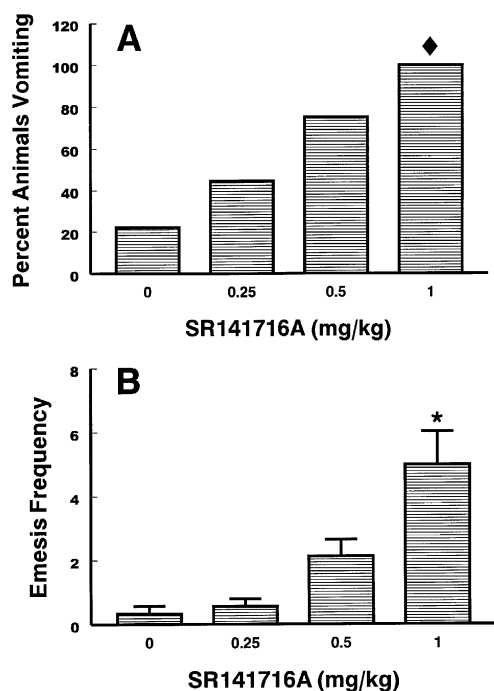 A
Percent Animals Vomiting
120
100
80
60
40
20
0
0 0.25 0.5 1
SR141716A (mg/kg)
B
Emesis Frequency
8
6
4
2
0
*
0 0.25 0.5 1
SR141716A (mg/kg)